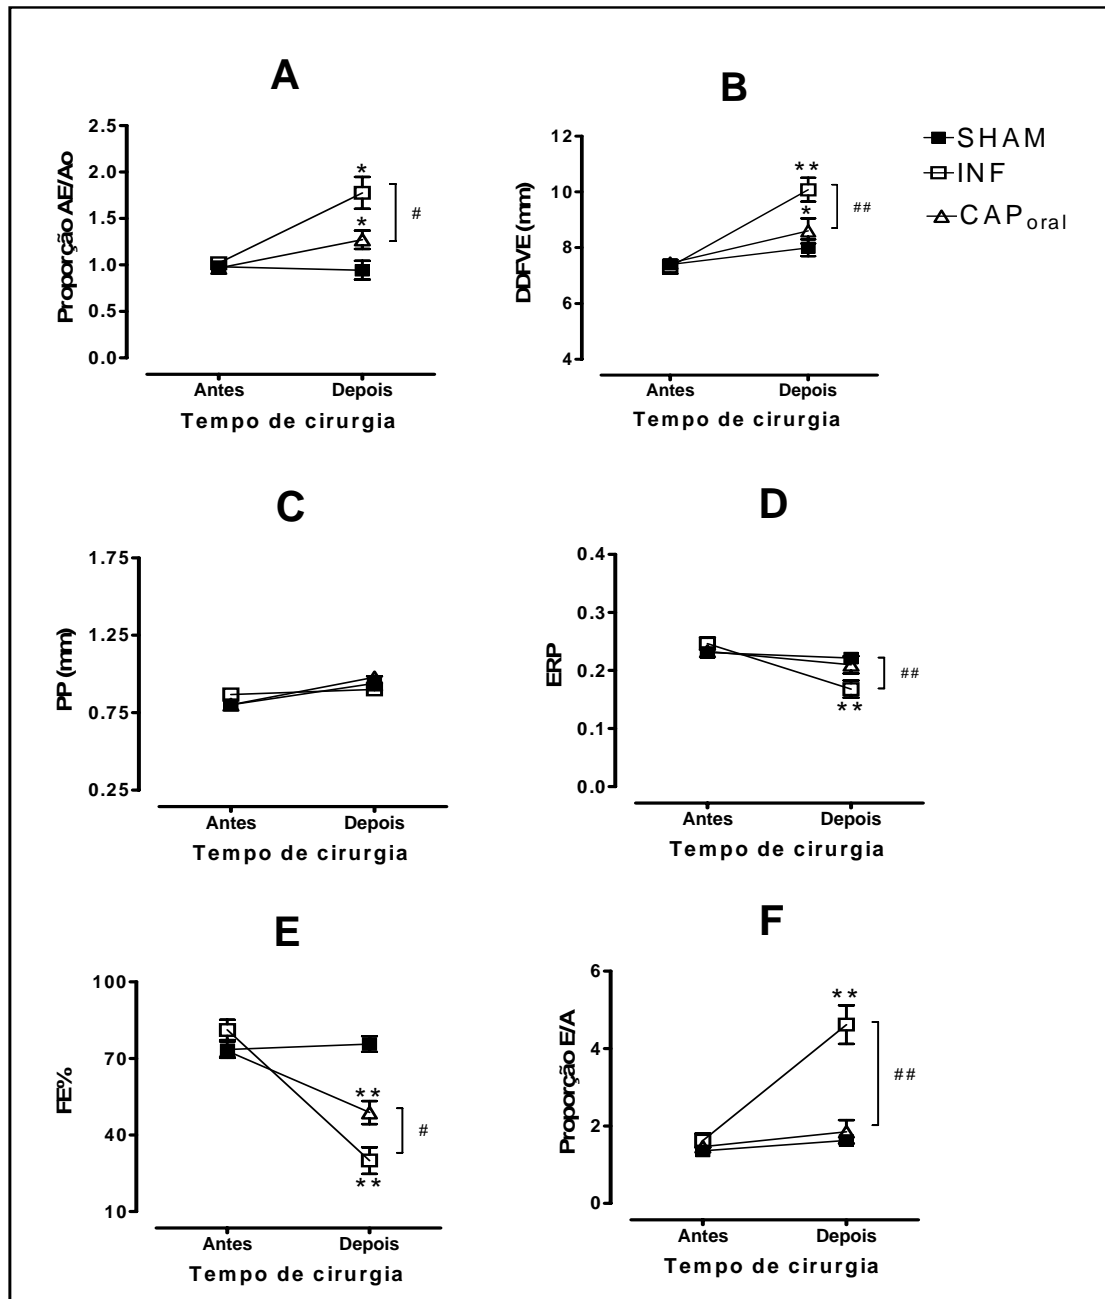 A
Proporção AE/Ao
2.5
2.0
1.5
1.0
0.5
0.0
*
*
#
Antes
Depois
Tempo de cirurgia
B
DDFVE (mm)
12
10
8
6
4
**
*
##
Antes
Depois
Tempo de cirurgia
SHAM
INF
CAPoral
C
PP (mm)
1.75
1.25
0.75
0.25
Antes
Depois
Tempo de cirurgia
D
ERP
0.4
0.3
0.2
0.1
0.0
##
**
Antes
Depois
Tempo de cirurgia
E
FE%
100
70
40
10
**
#
**
Antes
Depois
Tempo de cirurgia
F
Proporção E/A
6
4
2
0
**
##
Antes
Depois
Tempo de cirurgia